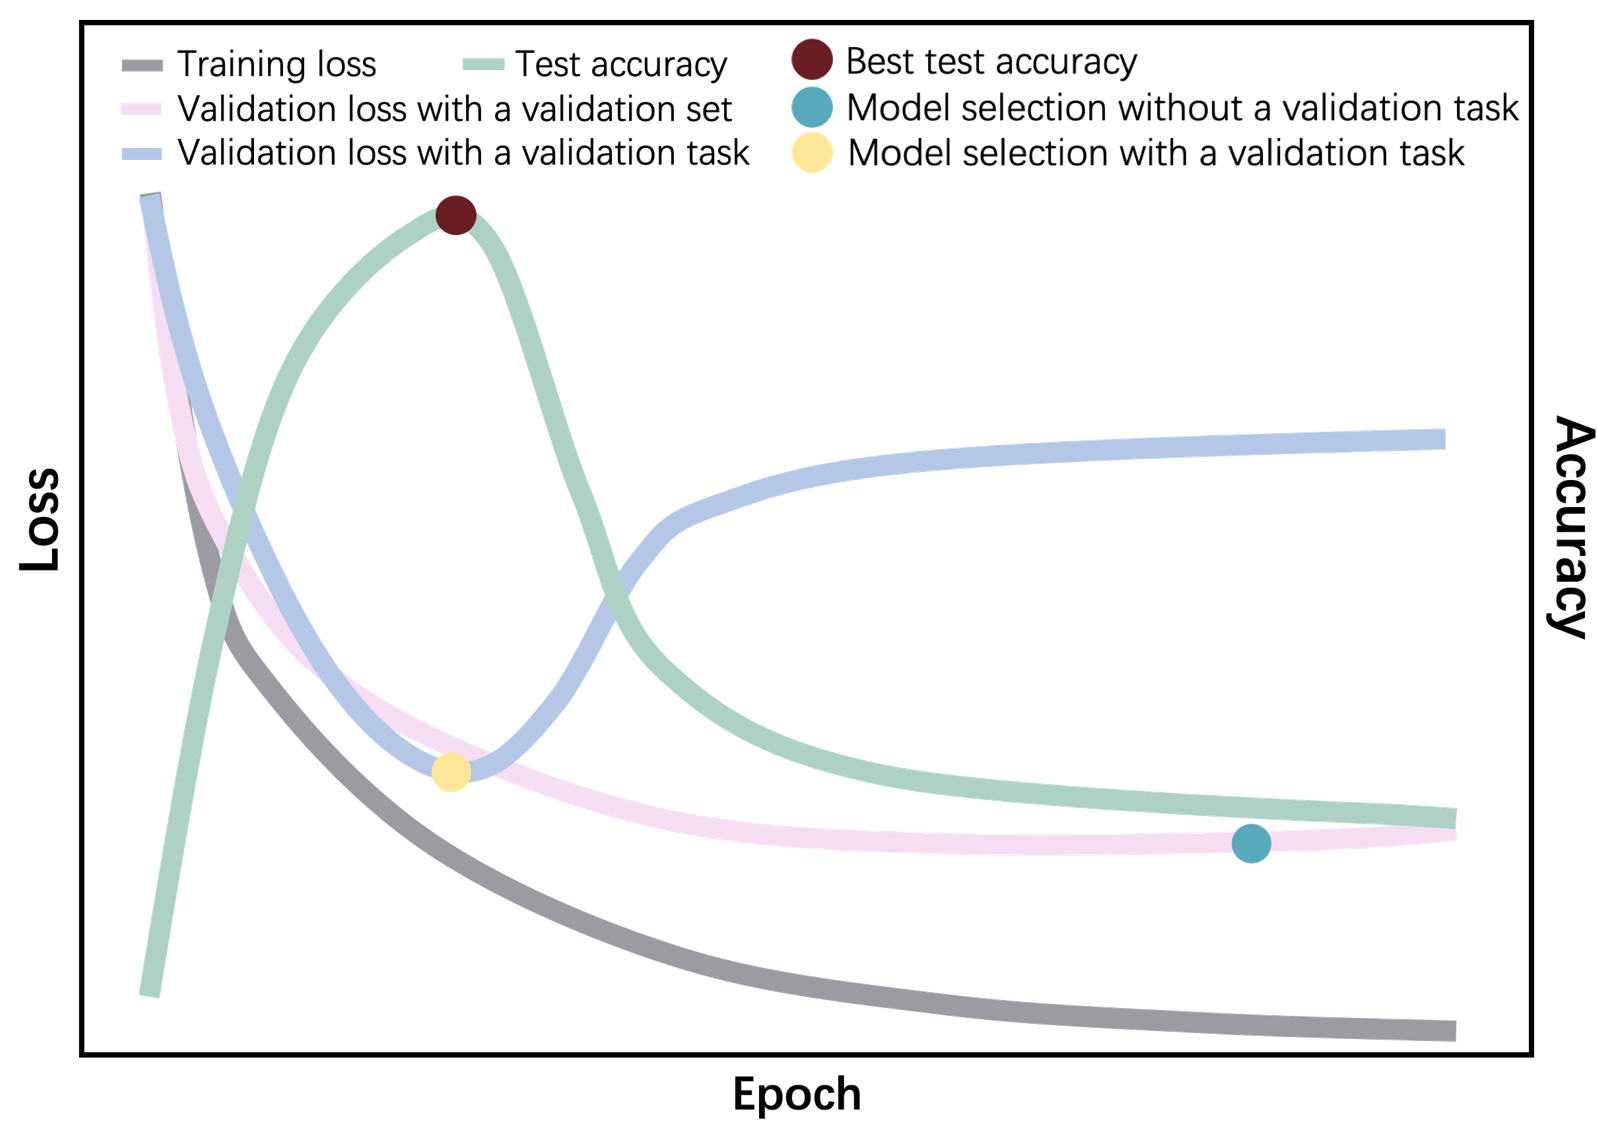 Training loss
Test accuracy
Best test accuracy
Validation loss with a validation set
Model selection without a validation task
Validation loss with a validation task
Model selection with a validation task
Loss
Accuracy
Epoch